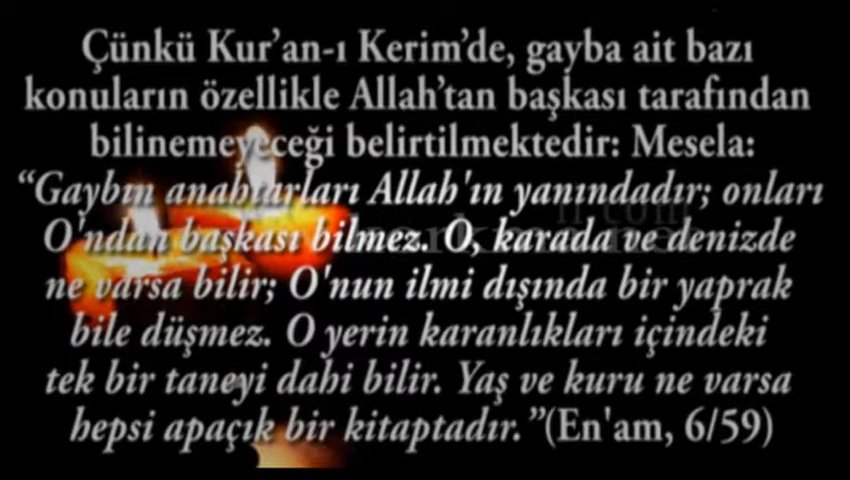 Çünkü Kur'an-ı Kerim'de, gayba ait bazı
konuların özellikle Allah'tan başkası tarafından
bilinemeyeceği belirtilmektedir: Mesela:
“Gaybın anahtarları Allah'ın yanındadır; onları
O'ndan başkası bilmez. O, karada ve denizde
ne varsa bilir; O'nun ilmi dışında bir yaprak
bile düşmez. O yerin karanlıkları içindeki
tek bir taneyi dahi bilir. Yaş ve kuru ne varsa
hepsi apaçık bir kitaptadır.”(En'am, 6/59)